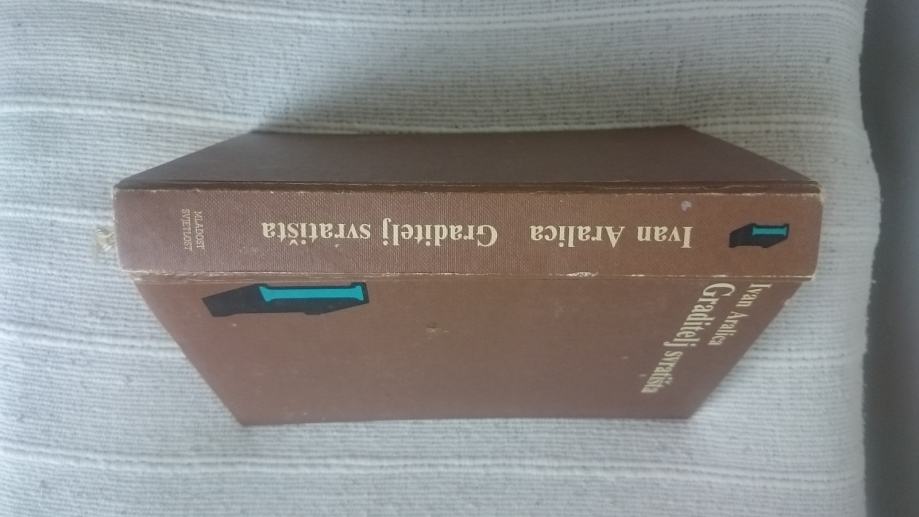 Ivan Aralica
Graditelj svratišta
MLADOST
SVJETLOST
Ivan Aralica
Graditelj svratišta